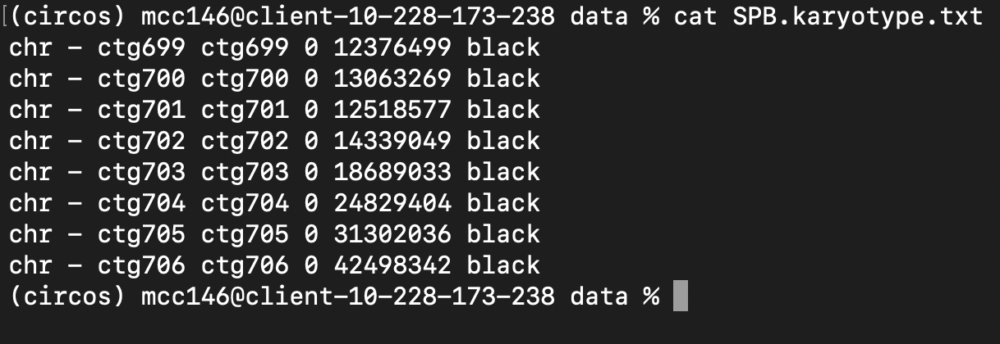 [(circos) mcc146@client-10-228-173-238 data % cat SPB.karyotype.txt
chr - ctg699 ctg699 0 12376499 black
chr - ctg700 ctg700 0 13063269 black
chr - ctg701 ctg701 0 12518577 black
chr - ctg702 ctg702 0 14339049 black
chr - ctg703 ctg703 0 18689033 black
chr - ctg704 ctg704 0 24829404 black
chr - ctg705 ctg705 0 31302036 black
chr - ctg706 ctg706 0 42498342 black
(circos) mcc146@client-10-228-173-238 data %